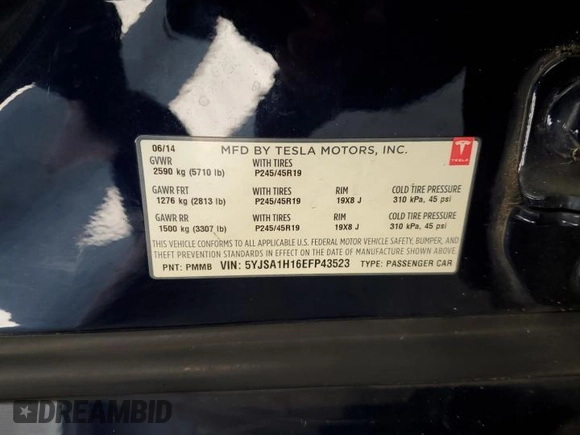 06/14 MFD BY TESLA MOTORS, INC.
GVWR WITH TIRES
2590 kg (5710 lb) P245/45R19
TESLA
GAWR FRT WITH TIRES RIM COLD TIRE PRESSURE
1276 kg (2813 lb) P245/45R19 19X8 J 310 kPa, 45 psi
GAWR RR WITH TIRES RIM COLD TIRE PRESSURE
1500 kg (3307 lb) P245/45R19 19X8 J 310 kPa, 45 psi
THIS VEHICLE CONFORMS TO ALL APPLICABLE U.S. FEDERAL MOTOR VEHICLE SAFETY, BUMPER, AND
THEFT PREVENTION STANDARDS IN EFFECT ON THE DATE OF MANUFACTURE SHOWN ABOVE.
PNT: PMMB VIN: 5YJSA1H16EFP43523 TYPE: PASSENGER CAR
DREAMBID